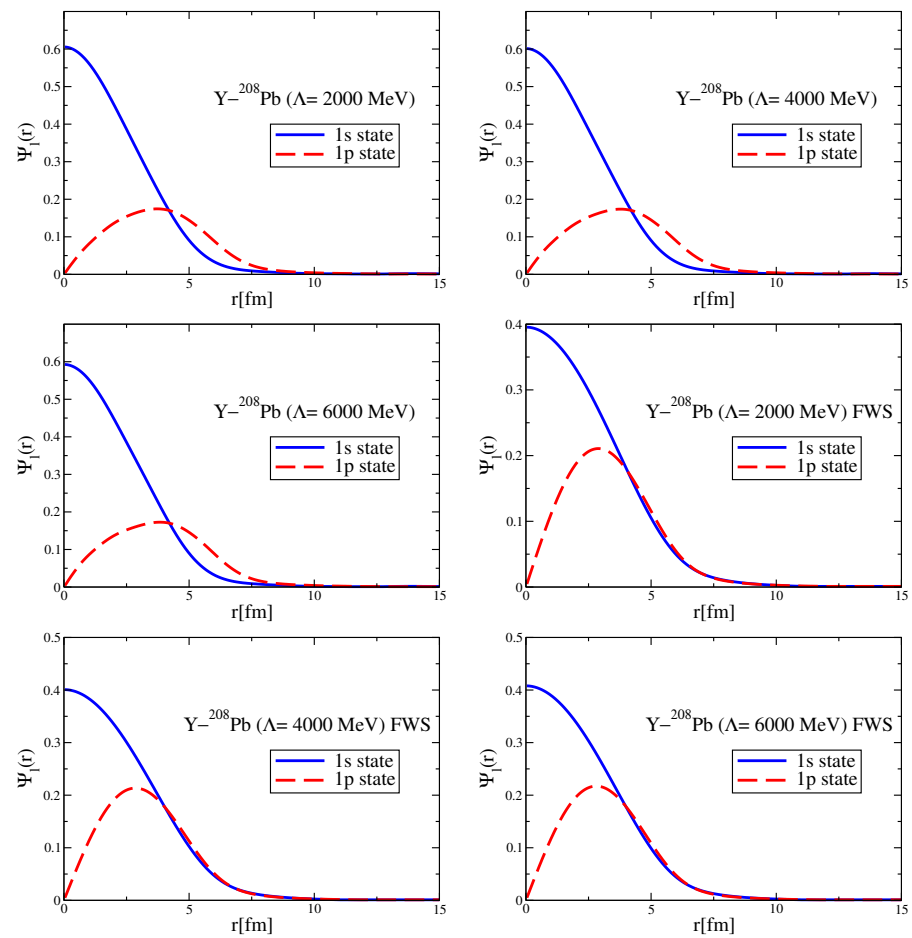 0.6
0.5
0.4
0.3
0.2
0.1
0
Ψ_l(r)
Y−²⁰⁸Pb (Λ= 2000 MeV)
1s state
1p state
0 5 10 15
r[fm]
0.6
0.5
0.4
0.3
0.2
0.1
0
Ψ_l(r)
Y−²⁰⁸Pb (Λ= 4000 MeV)
1s state
1p state
0 5 10 15
r[fm]
0.6
0.5
0.4
0.3
0.2
0.1
0
Ψ_l(r)
Y−²⁰⁸Pb (Λ= 6000 MeV)
1s state
1p state
0 5 10 15
r[fm]
0.4
0.3
0.2
0.1
0
Ψ_l(r)
Y−²⁰⁸Pb (Λ= 2000 MeV) FWS
1s state
1p state
0 5 10 15
r[fm]
0.5
0.4
0.3
0.2
0.1
0
Ψ_l(r)
Y−²⁰⁸Pb (Λ= 4000 MeV) FWS
1s state
1p state
0 5 10 15
r[fm]
0.5
0.4
0.3
0.2
0.1
0
Ψ_l(r)
Y−²⁰⁸Pb (Λ= 6000 MeV) FWS
1s state
1p state
0 5 10 15
r[fm]